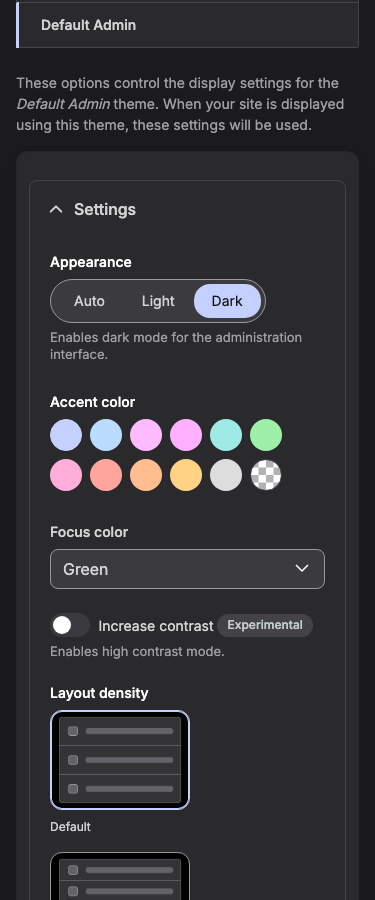 Default Admin
These options control the display settings for the
Default Admin theme. When your site is displayed
using this theme, these settings will be used.
Settings
Appearance
Auto Light Dark
Enables dark mode for the administration
interface.
Accent color
Focus color
Green
Increase contrast Experimental
Enables high contrast mode.
Layout density
Default